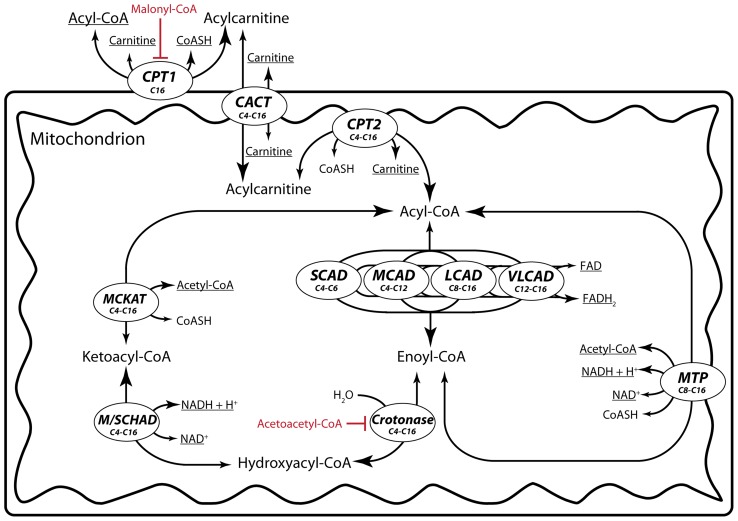 Malonyl-CoA
Acyl-CoA
Acylcarnitine
Carnitine
CoASH
Carnitine
CPT1
C16
CACT
C4-C16
CPT2
C4-C16
Mitochondrion
Carnitine
CoASH
Carnitine
Acylcarnitine
Acyl-CoA
SCAD
C4-C6
MCAD
C4-C12
LCAD
C8-C16
VLCAD
C12-C16
FAD
FADH₂
MCKAT
C4-C16
Acetyl-CoA
CoASH
Ketoacyl-CoA
Enoyl-CoA
Acetyl-CoA
NADH + H⁺
NAD⁺
CoASH
MTP
C8-C16
H₂O
Acetoacetyl-CoA
Crotonase
C4-C16
M/SCHAD
C4-C16
NADH + H⁺
NAD⁺
Hydroxyacyl-CoA